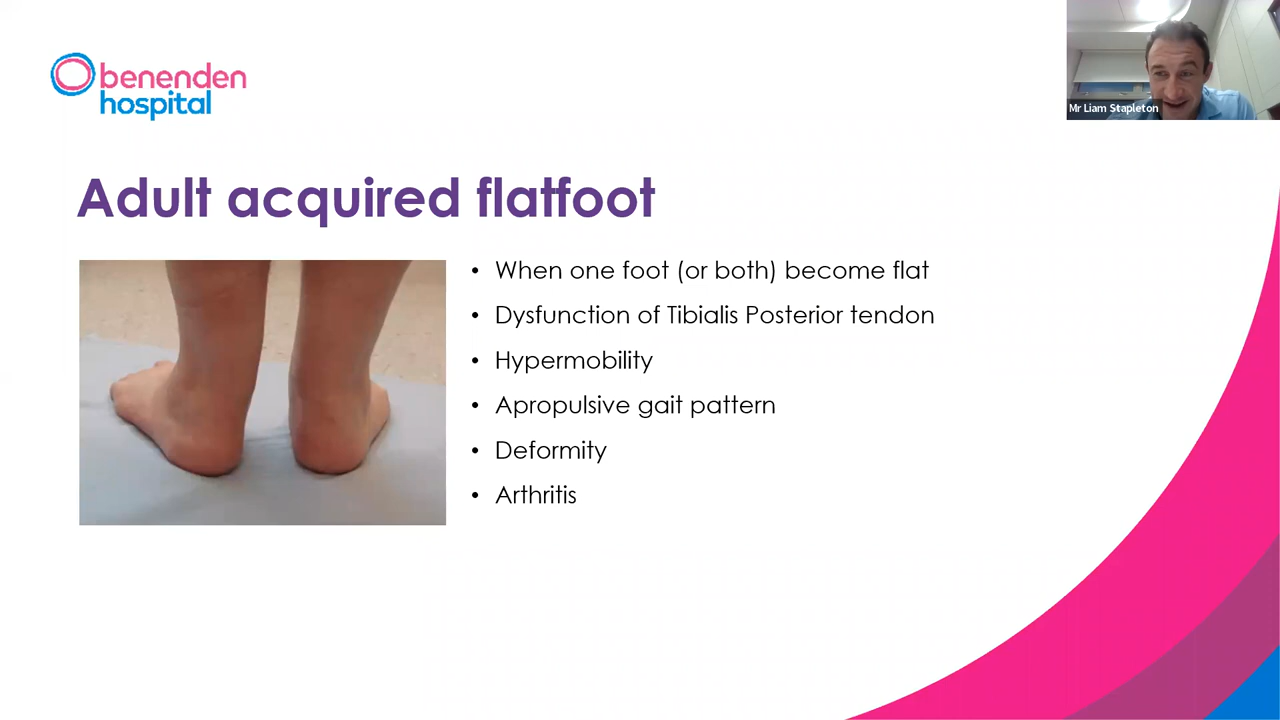 benenden
hospital
Mr Liam Stapleton
Adult acquired flatfoot
• When one foot (or both) become flat
• Dysfunction of Tibialis Posterior tendon
• Hypermobility
• Apropulsive gait pattern
• Deformity
• Arthritis